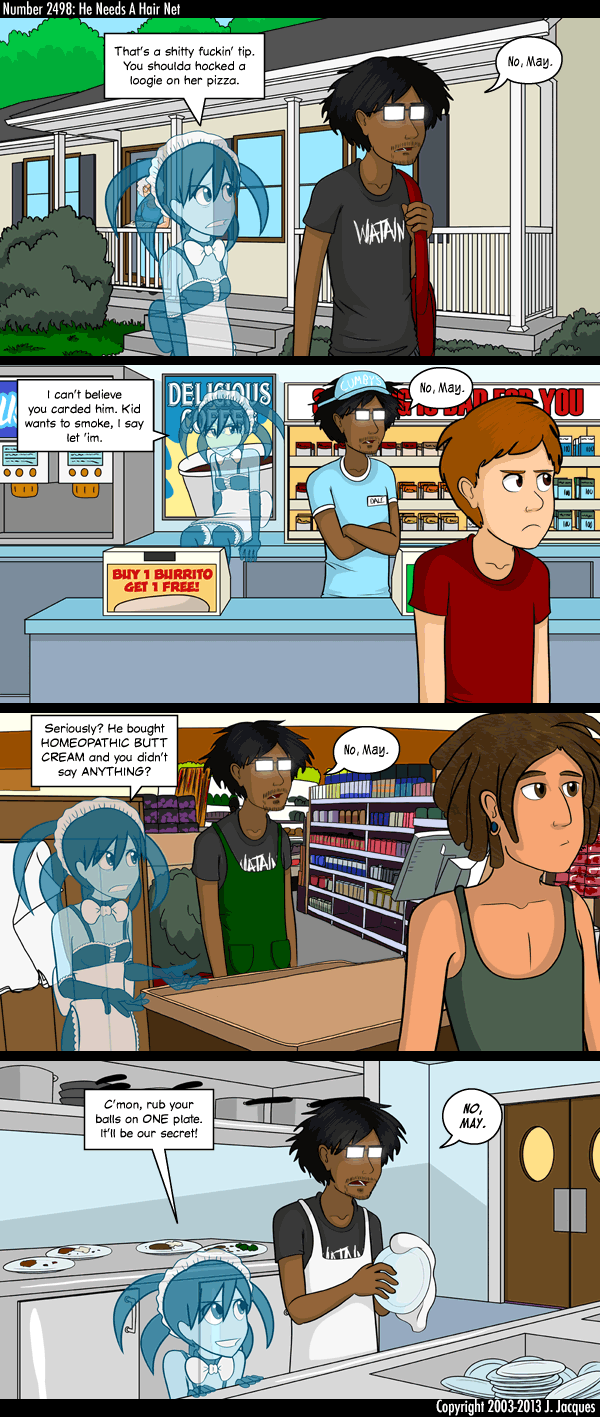 Number 2498: He Needs A Hair Net
That's a shitty fuckin' tip.
You shoulda hocked a
loogie on her pizza.
No, May.
WATAIN
I can't believe
you carded him. Kid
wants to smoke, I say
let 'im.
DELICIOUS
No, May.
CUMBY'S
IS BAD FOR YOU
DALE
BUY 1 BURRITO
GET 1 FREE!
Seriously? He bought
HOMEOPATHIC BUTT
CREAM and you didn't
say ANYTHING?
No, May.
WATAIN
C'mon, rub your
balls on ONE plate.
It'll be our secret!
NO,
MAY.
Copyright 2003-2013 J. Jacques